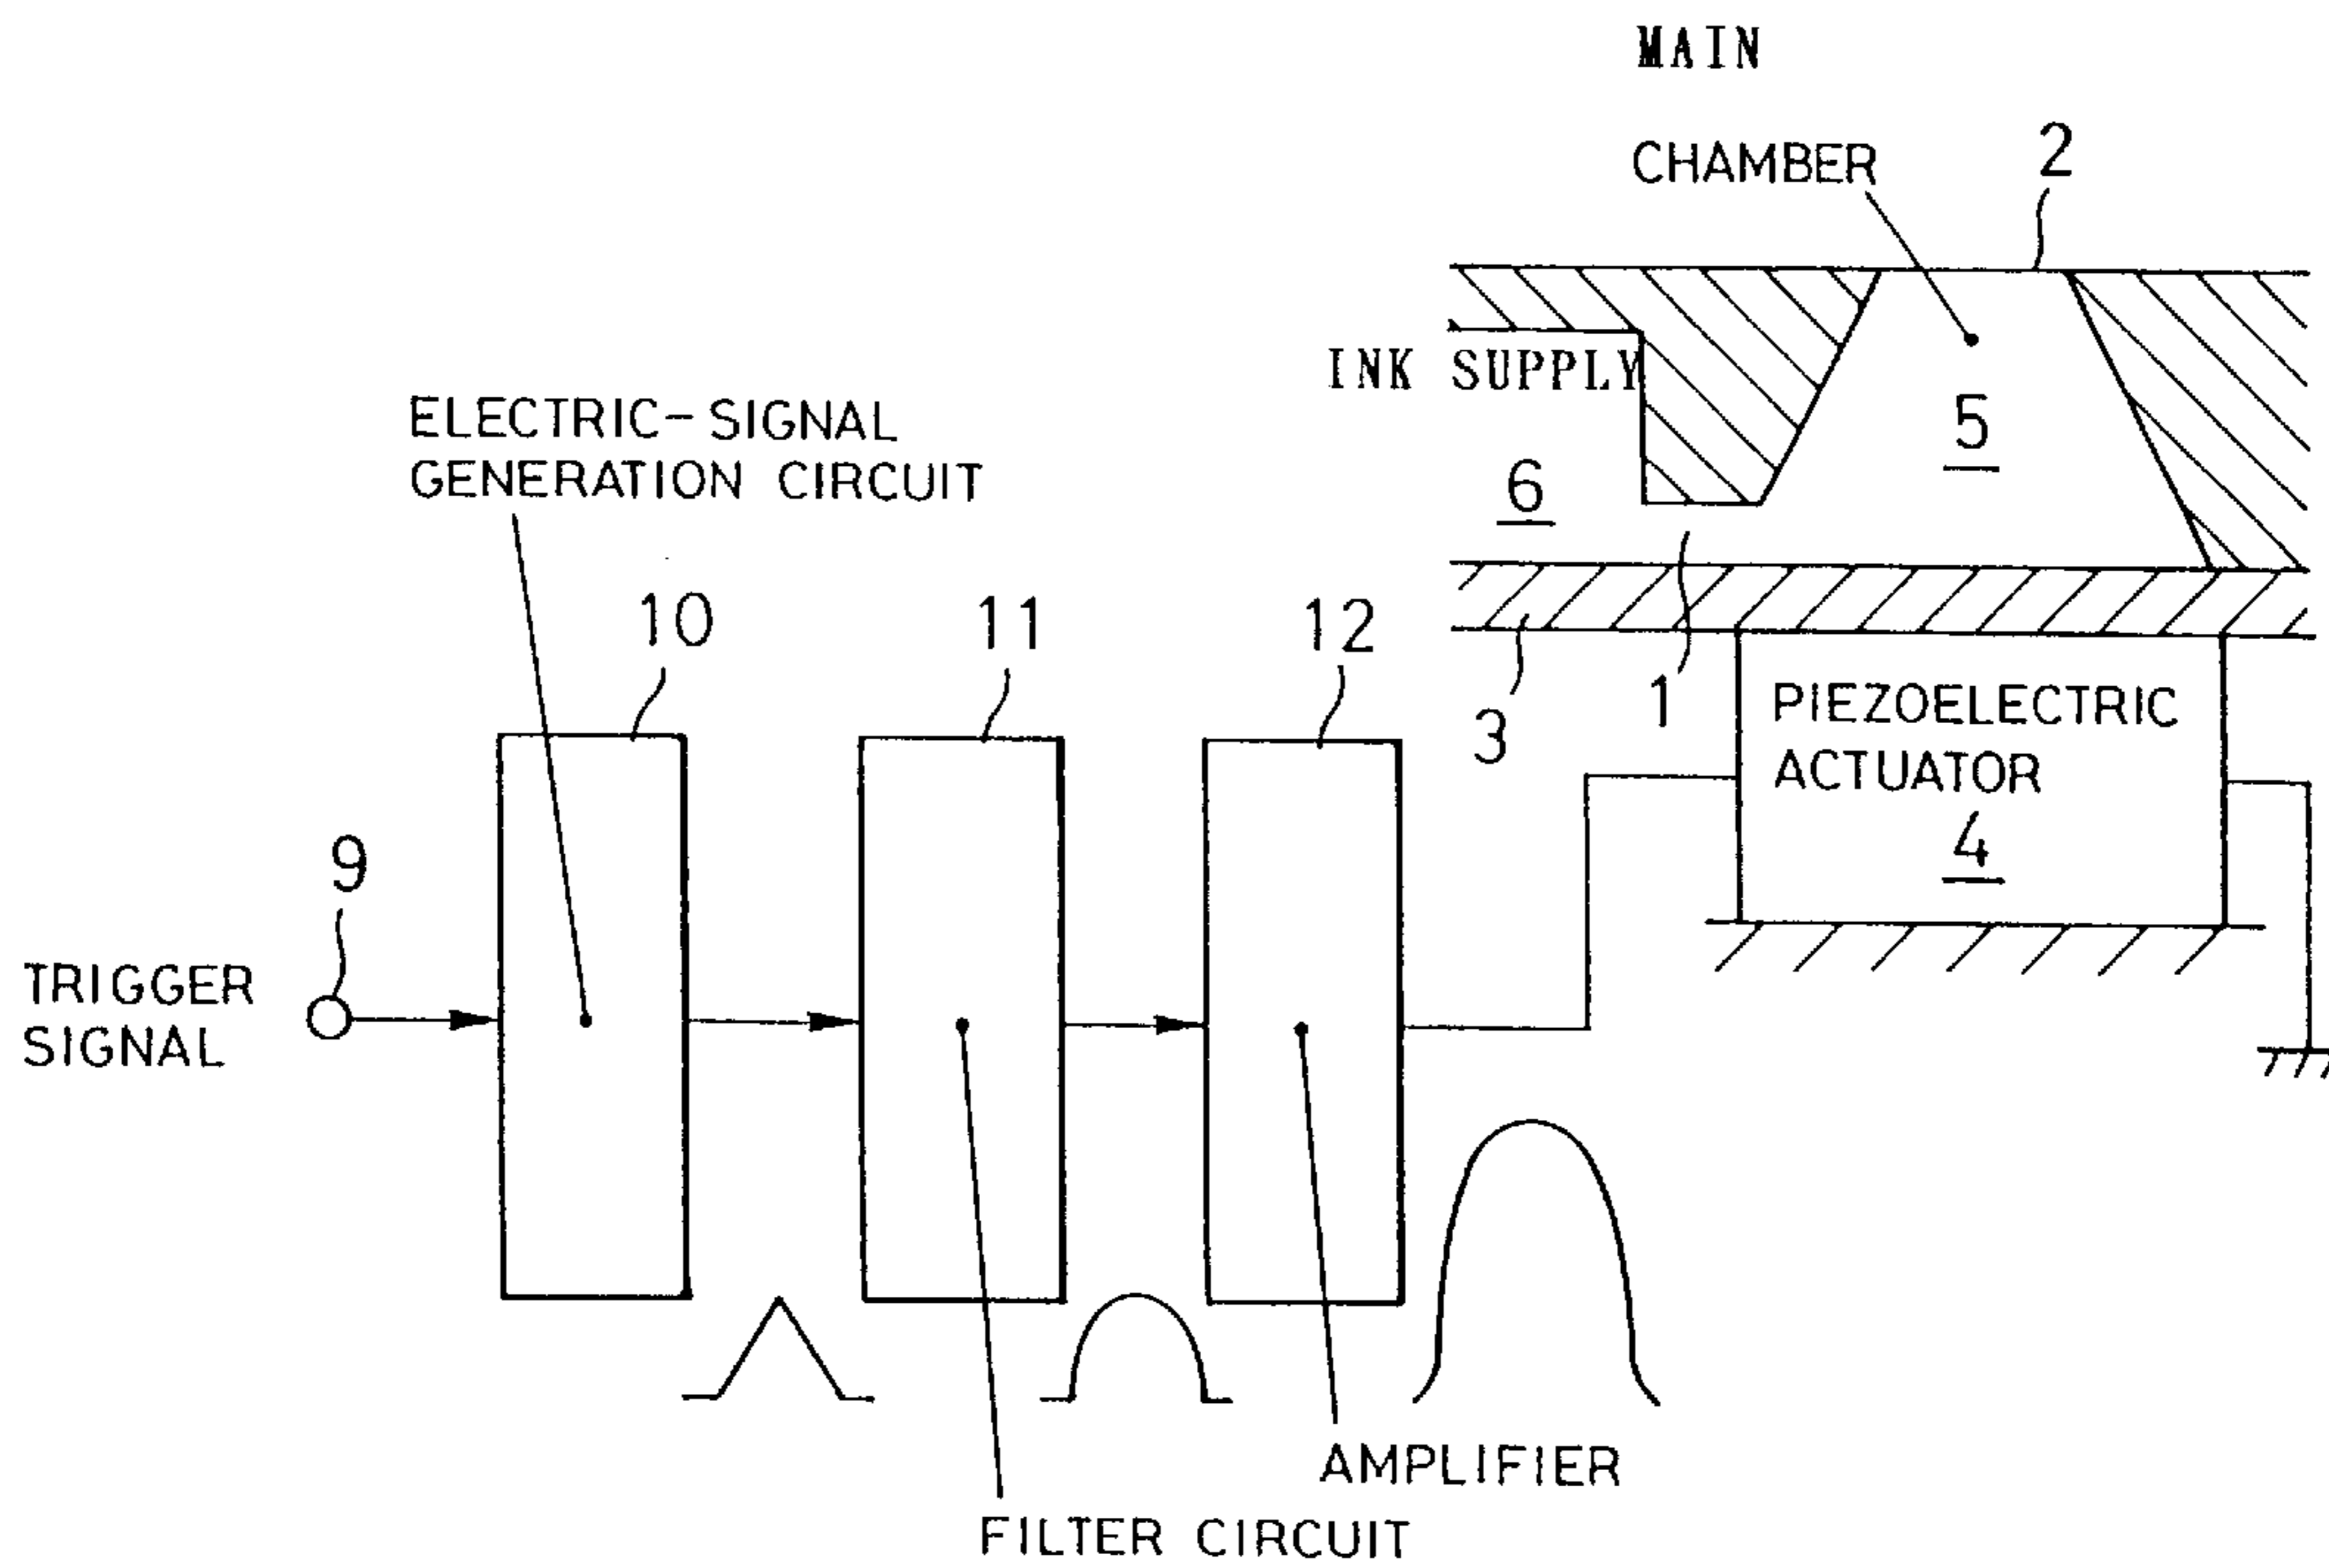 MAIN
CHAMBER
2
INK SUPPLY
5
6
ELECTRIC-SIGNAL
GENERATION CIRCUIT
10
11
12
3
1
PIEZOELECTRIC
ACTUATOR
4
9
TRIGGER
SIGNAL
AMPLIFIER
FILTER CIRCUIT